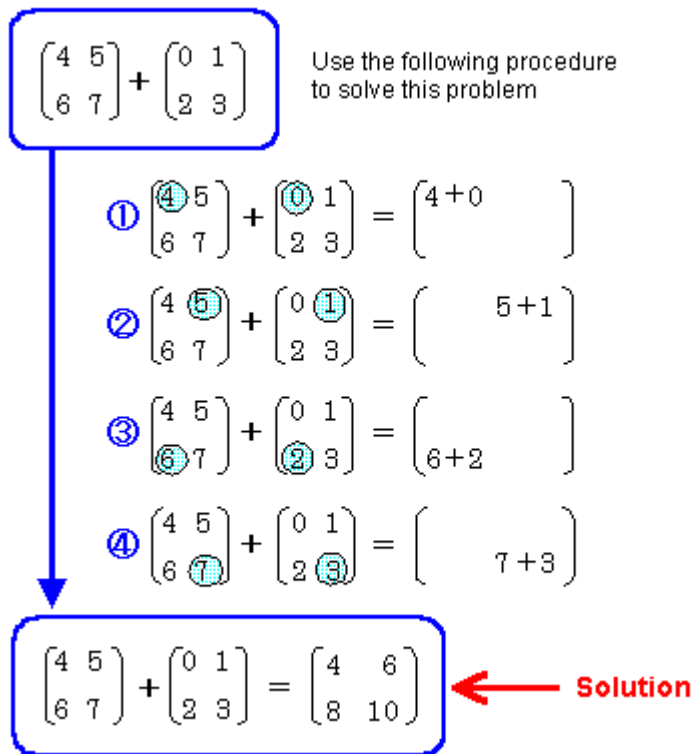 (4 5) + (0 1) Use the following procedure
(6 7) (2 3) to solve this problem
① (4 5) + (0 1) = (4+0 )
(6 7) (2 3) ( )
② (4 5) + (0 1) = ( 5+1)
(6 7) (2 3) ( )
③ (4 5) + (0 1) = ( )
(6 7) (2 3) (6+2 )
④ (4 5) + (0 1) = ( )
(6 7) (2 3) ( 7+3)
(4 5) + (0 1) = (4 6) Solution
(6 7) (2 3) (8 10)